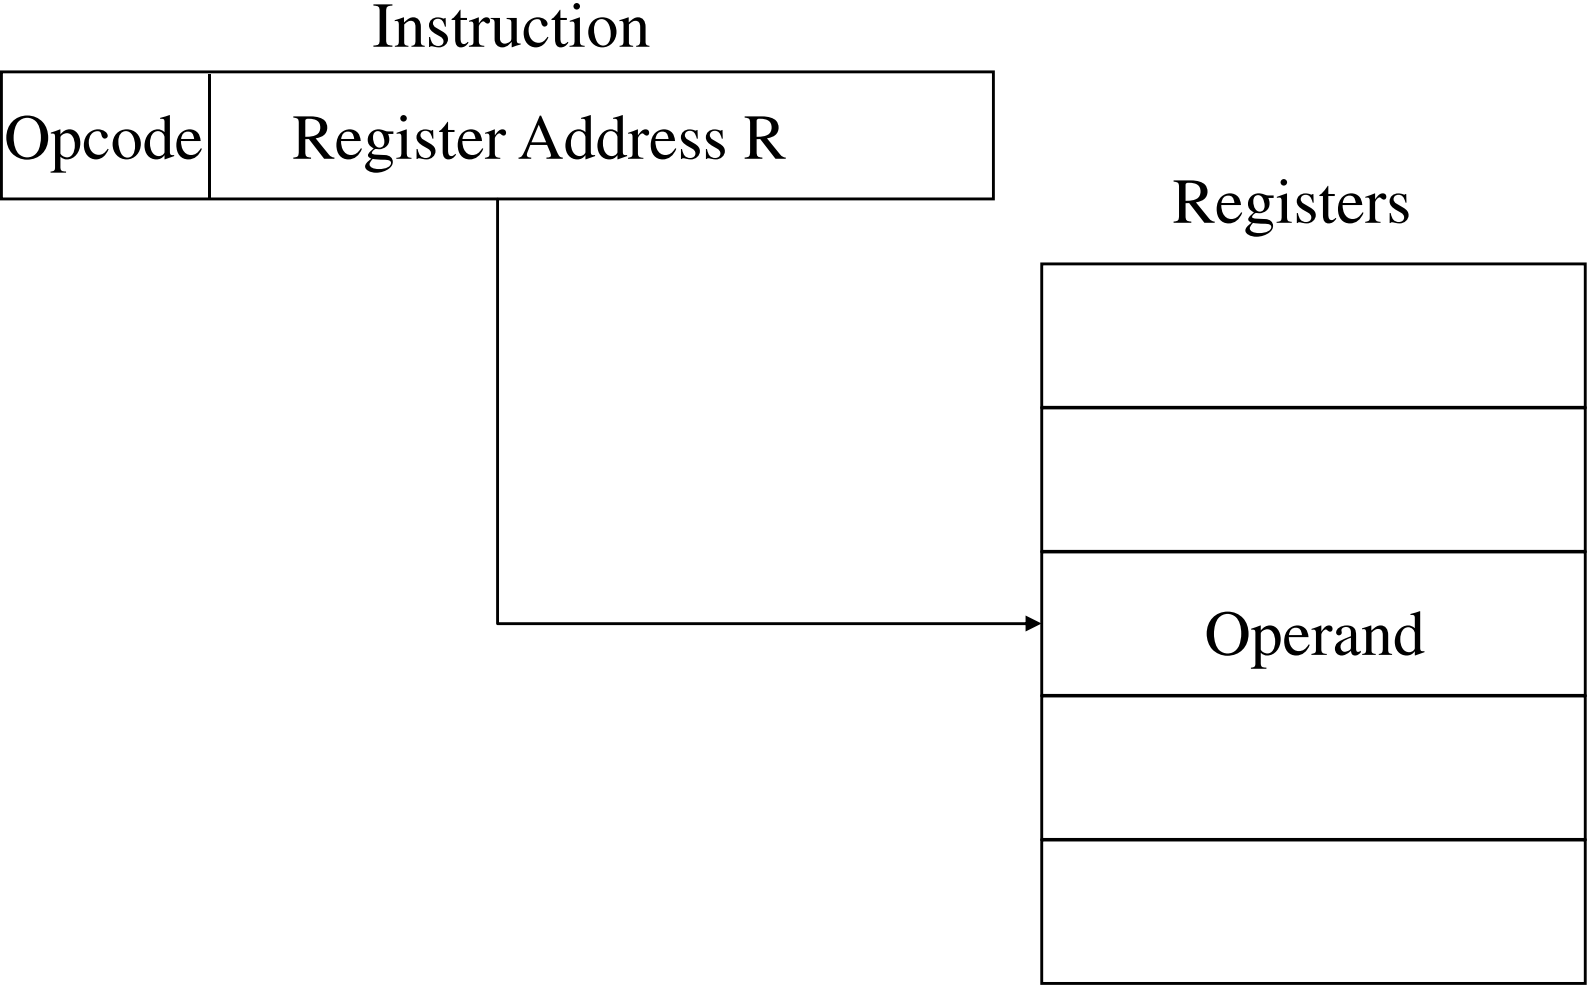 Instruction
Opcode Register Address R
Registers
Operand